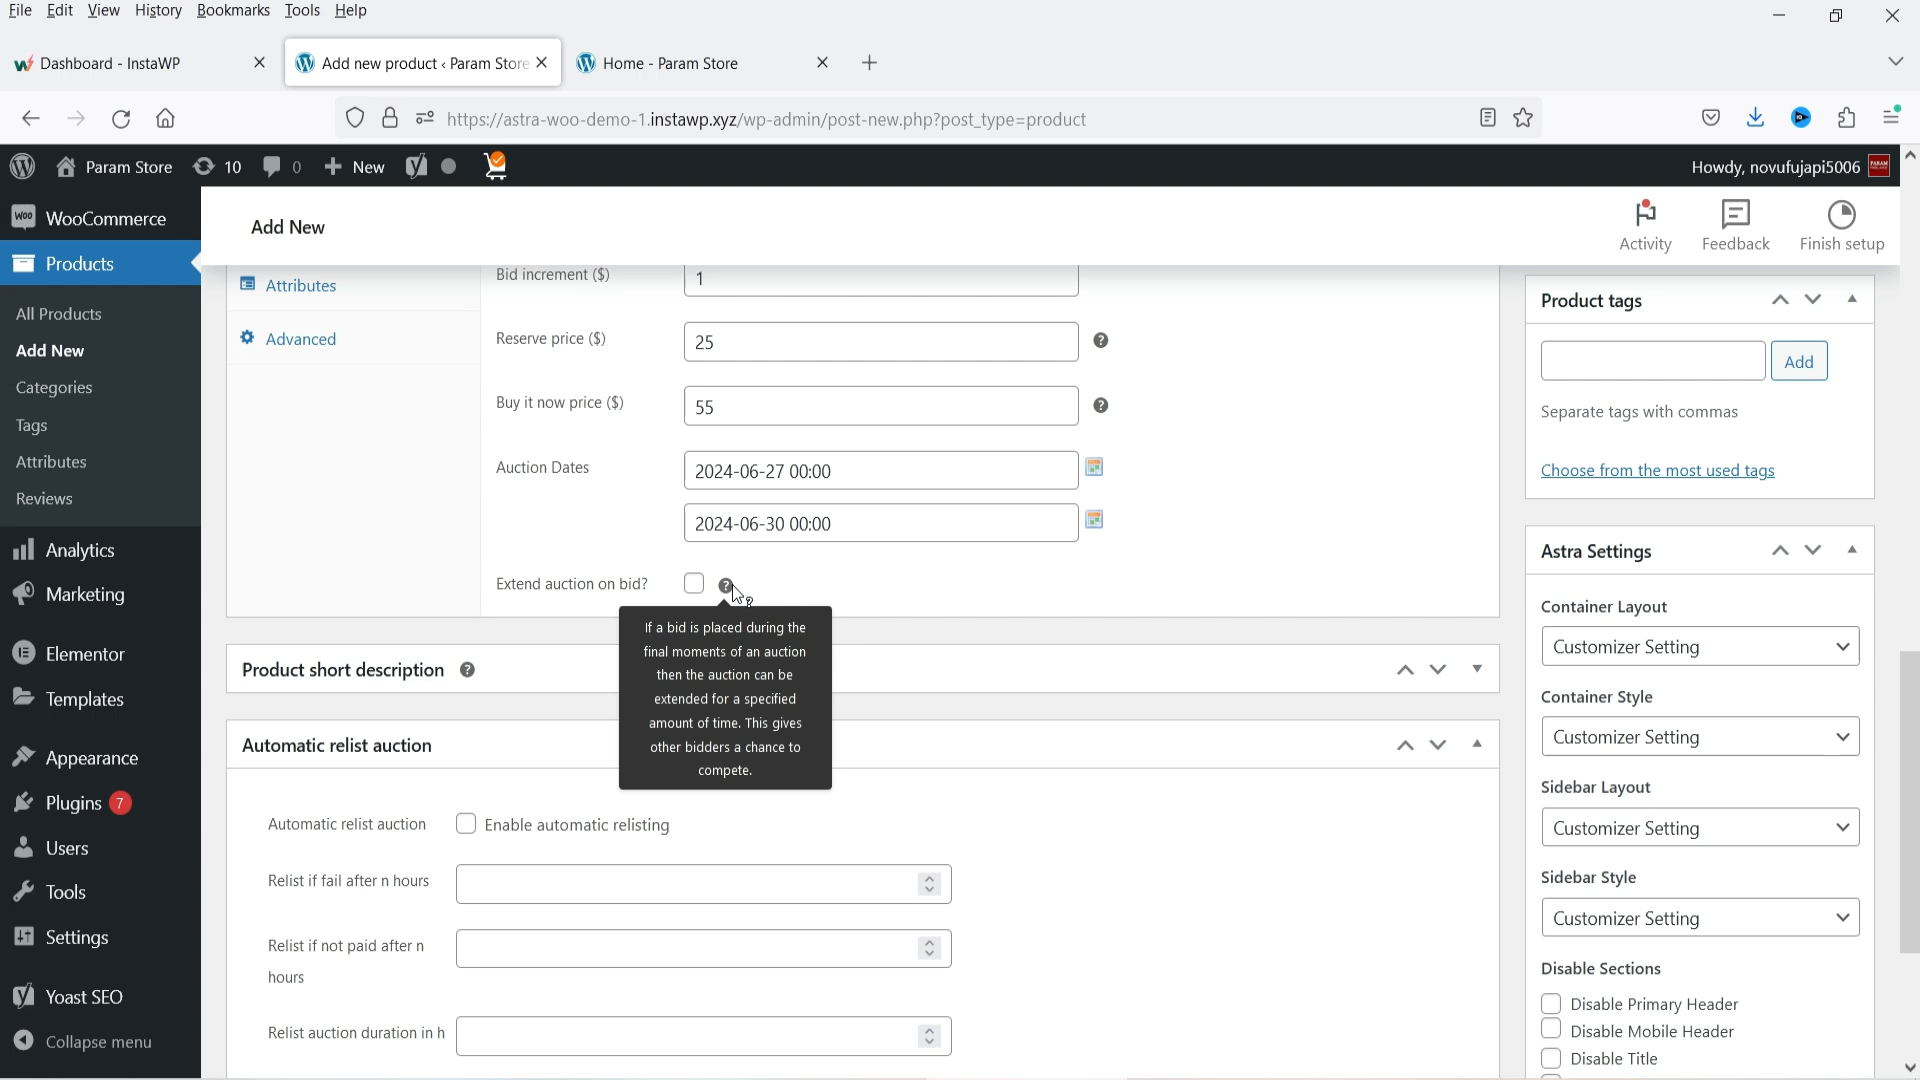 File Edit View History Bookmarks Tools Help
Dashboard - InstaWP
Add new product ‹ Param Store
Home - Param Store
https://astra-woo-demo-1.instawp.xyz/wp-admin/post-new.php?post_type=product
Param Store 10 0 New
Howdy, novufujapi5006
WooCommerce
Products
All Products
Add New
Categories
Tags
Attributes
Reviews
Analytics
Marketing
Elementor
Templates
Appearance
Plugins 7
Users
Tools
Settings
Yoast SEO
Collapse menu
Add New
Activity
Feedback
Finish setup
Attributes
Advanced
Bid increment ($) 1
Reserve price ($) 25
Buy it now price ($) 55
Auction Dates 2024-06-27 00:00
2024-06-30 00:00
Extend auction on bid?
If a bid is placed during the
final moments of an auction
then the auction can be
extended for a specified
amount of time. This gives
other bidders a chance to
compete.
Product short description
Automatic relist auction
Automatic relist auction Enable automatic relisting
Relist if fail after n hours
Relist if not paid after n
hours
Relist auction duration in h
Product tags
Add
Separate tags with commas
Choose from the most used tags
Astra Settings
Container Layout
Customizer Setting
Container Style
Customizer Setting
Sidebar Layout
Customizer Setting
Sidebar Style
Customizer Setting
Disable Sections
Disable Primary Header
Disable Mobile Header
Disable Title